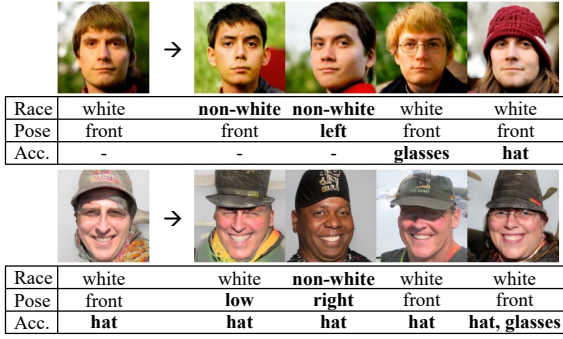 →
Race white non-white non-white white white
Pose front front left front front
Acc. - - - glasses hat
→
Race white white non-white white white
Pose front low right front front
Acc. hat hat hat hat hat, glasses